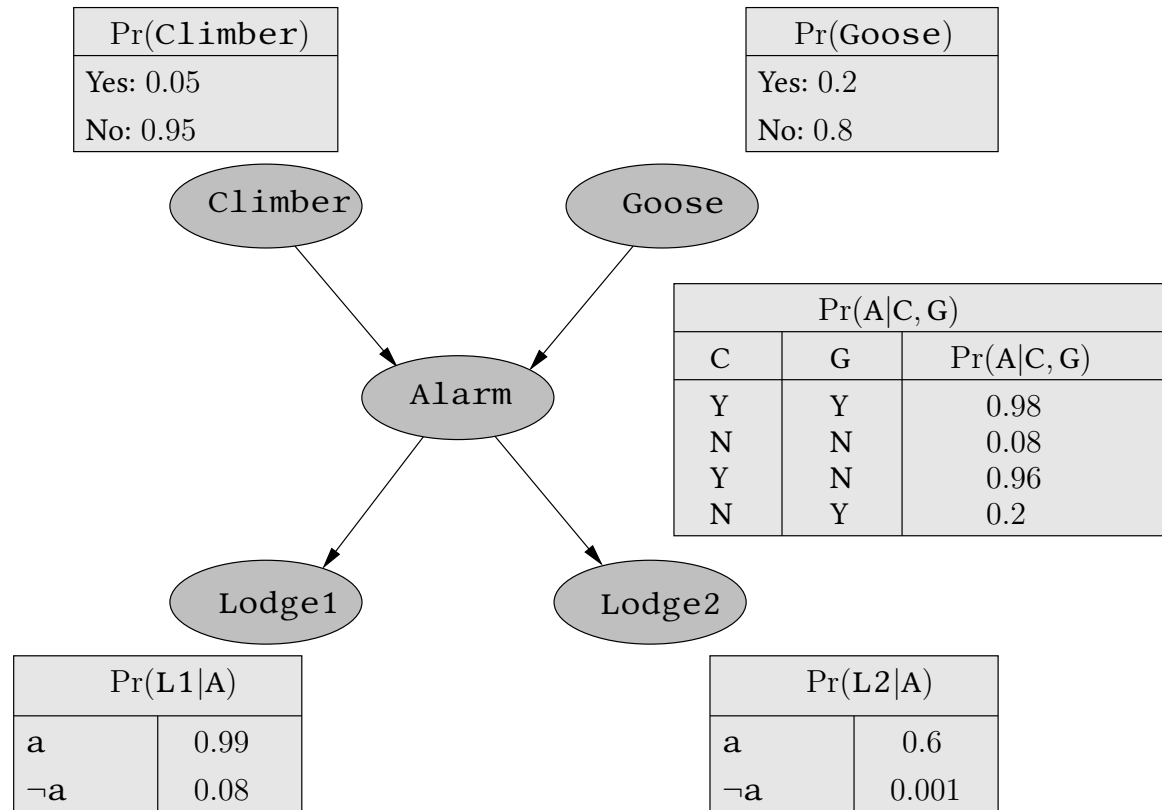 Pr(Climber)
Yes: 0.05
No: 0.95
Pr(Goose)
Yes: 0.2
No: 0.8
Climber
Goose
Pr(A|C, G)
C G Pr(A|C, G)
Y Y 0.98
N N 0.08
Y N 0.96
N Y 0.2
Alarm
Lodge1
Lodge2
Pr(L1|A)
a 0.99
¬a 0.08
Pr(L2|A)
a 0.6
¬a 0.001